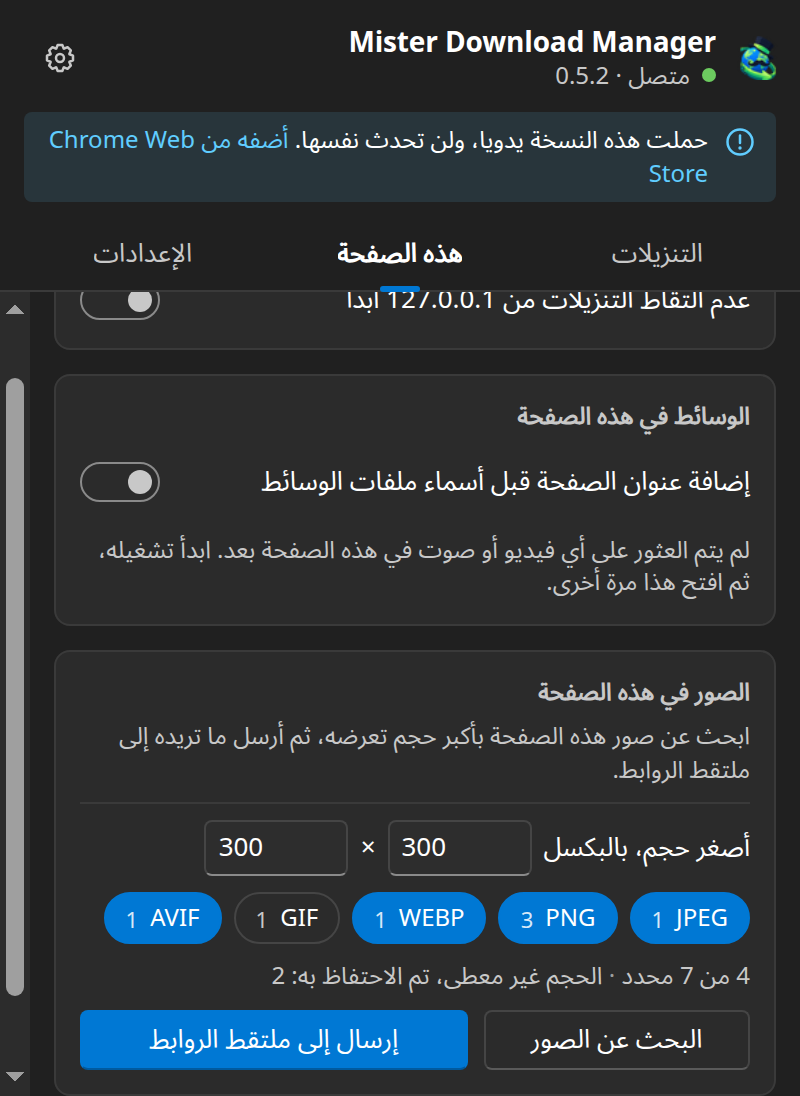 Mister Download Manager
متصل · 0.5.2
حملت هذه النسخة يدويا، ولن تحدث نفسها. أضفه من Chrome Web
Store
التنزيلات
هذه الصفحة
الإعدادات
عدم التقاط التنزيلات من 127.0.0.1 أبدا
الوسائط في هذه الصفحة
إضافة عنوان الصفحة قبل أسماء ملفات الوسائط
لم يتم العثور على أي فيديو أو صوت في هذه الصفحة بعد. ابدأ تشغيله،
ثم افتح هذا مرة أخرى.
الصور في هذه الصفحة
ابحث عن صور هذه الصفحة بأكبر حجم تعرضه، ثم أرسل ما تريده إلى
ملتقط الروابط.
أصغر حجم، بالبكسل 300 × 300
JPEG 1 PNG 3 WEBP 1 GIF 1 AVIF 1
4 من 7 محدد · الحجم غير معطى، تم الاحتفاظ به: 2
البحث عن الصور
إرسال إلى ملتقط الروابط